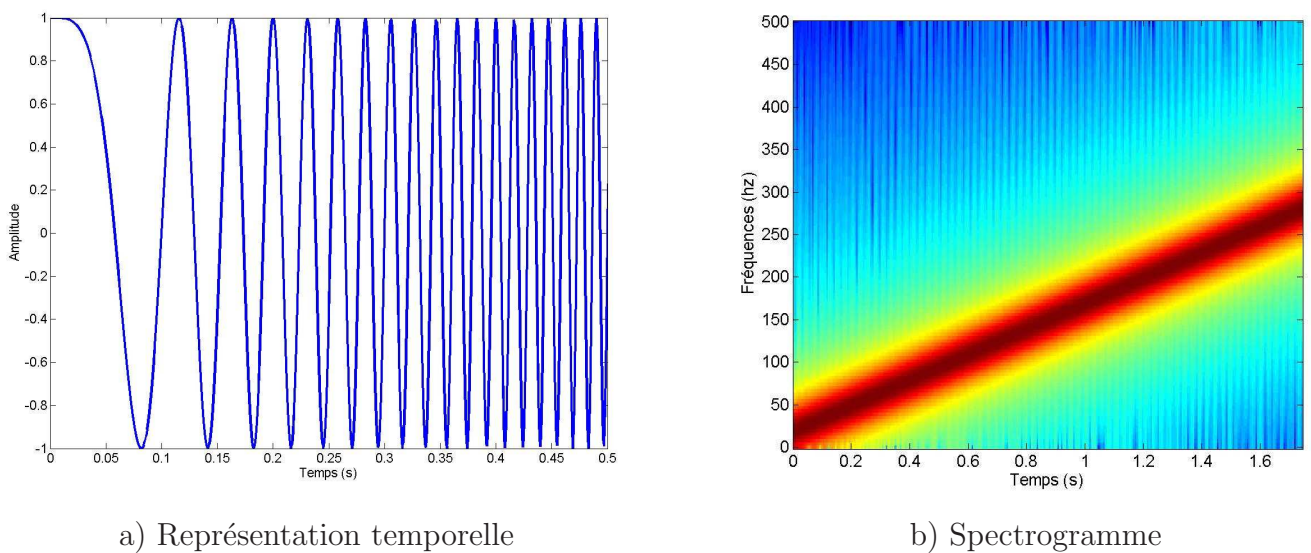 1
0.8
0.6
0.4
0.2
0
-0.2
-0.4
-0.6
-0.8
-1
Amplitude
0 0.05 0.1 0.15 0.2 0.25 0.3 0.35 0.4 0.45 0.5
Temps (s)
a) Représentation temporelle
500
450
400
350
300
250
200
150
100
50
0
Fréquences (hz)
0 0.2 0.4 0.6 0.8 1 1.2 1.4 1.6
Temps (s)
b) Spectrogramme